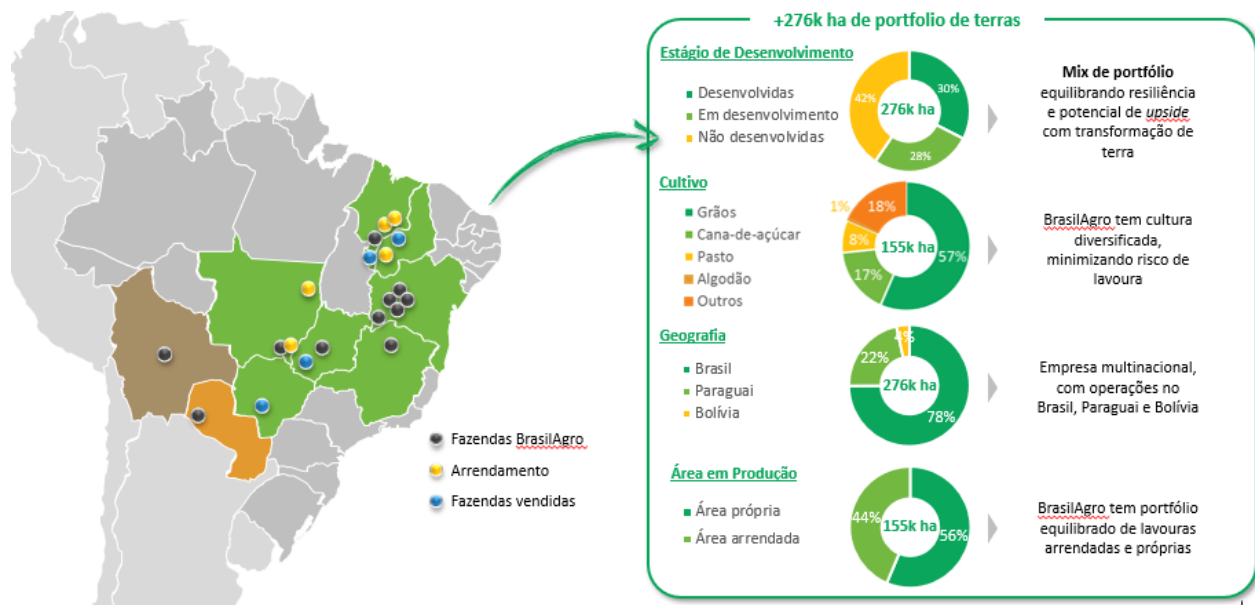 +276k ha de portfolio de terras
Estágio de Desenvolvimento
Desenvolvidas
Em desenvolvimento
Não desenvolvidas
42%
30%
276k ha
28%
Mix de portfólio
equilibrando resiliência
e potencial de upside
com transformação de
terra
Cultivo
Grãos
Cana-de-açúcar
Pasto
Algodão
Outros
1%
18%
8%
155k ha
57%
17%
BrasilAgro tem cultura
diversificada,
minimizando risco de
lavoura
Geografia
Brasil
Paraguai
Bolívia
4%
22%
276k ha
78%
Empresa multinacional,
com operações no
Brasil, Paraguai e Bolívia
Fazendas BrasilAgro
Arrendamento
Fazendas vendidas
Área em Produção
Área própria
Área arrendada
44%
155k ha
56%
BrasilAgro tem portfólio
equilibrado de lavouras
arrendadas e próprias